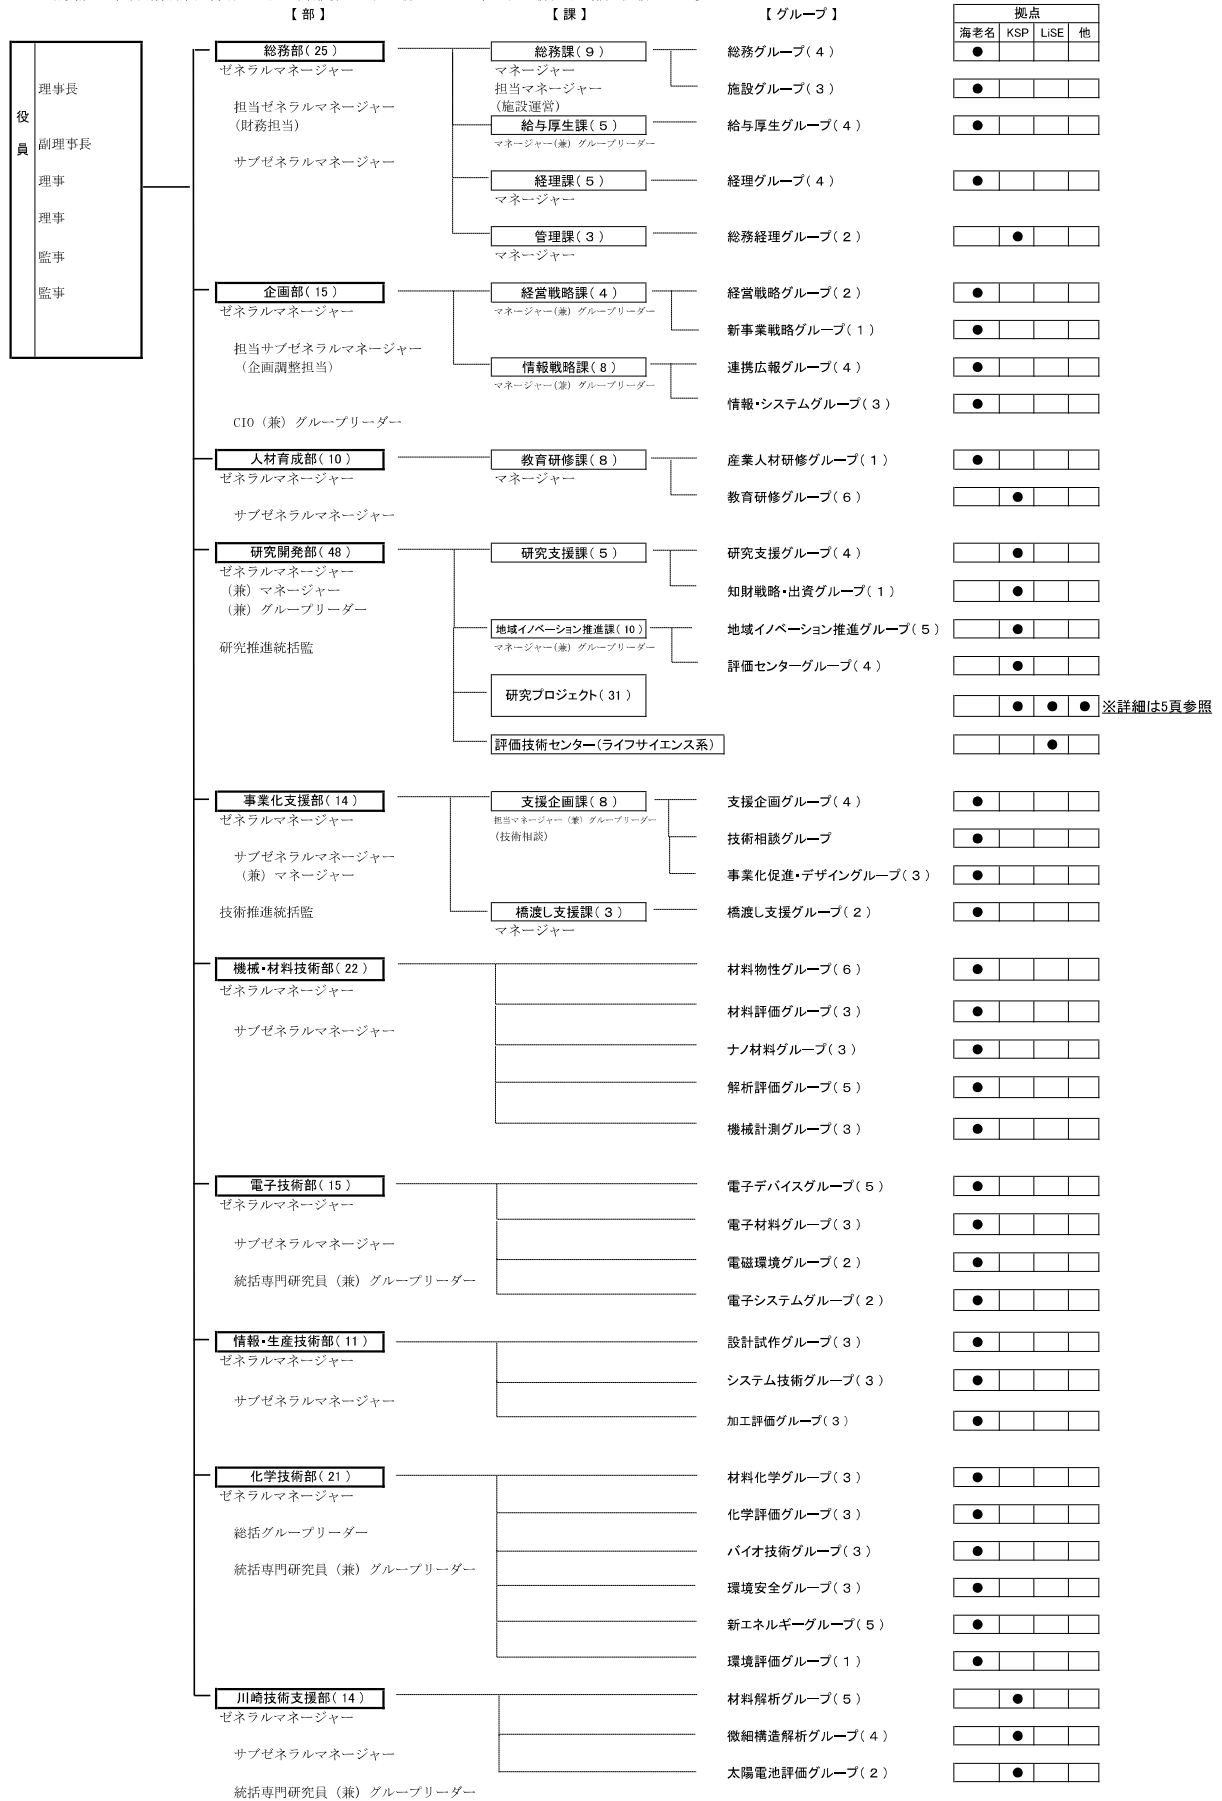 【 部 】 【 課 】 【 グループ 】 拠点
海老名 KSP LiSE 他
役員
理事長
副理事長
理事
理事
監事
監事
総務部( 25 ) 総務課( 9 ) 総務グループ( 4 ) ●
ゼネラルマネージャー マネージャー
担当マネージャー 施設グループ( 3 ) ●
担当ゼネラルマネージャー (施設運営)
(財務担当) 給与厚生課( 5 ) 給与厚生グループ( 4 ) ●
マネージャー(兼) グループリーダー
サブゼネラルマネージャー
経理課( 5 ) 経理グループ( 4 ) ●
マネージャー
管理課( 3 ) 総務経理グループ( 2 ) ●
マネージャー
企画部( 15 ) 経営戦略課( 4 ) 経営戦略グループ( 2 ) ●
ゼネラルマネージャー マネージャー(兼) グループリーダー
新事業戦略グループ( 1 ) ●
担当サブゼネラルマネージャー
(企画調整担当) 情報戦略課( 8 ) 連携広報グループ( 4 ) ●
マネージャー(兼) グループリーダー
情報・システムグループ( 3 ) ●
CIO (兼) グループリーダー
人材育成部( 10 ) 教育研修課( 8 ) 産業人材研修グループ( 1 ) ●
ゼネラルマネージャー マネージャー
教育研修グループ( 6 ) ●
サブゼネラルマネージャー
研究開発部( 48 ) 研究支援課( 5 ) 研究支援グループ( 4 ) ●
ゼネラルマネージャー
(兼) マネージャー 知財戦略・出資グループ( 1 ) ●
(兼) グループリーダー
地域イノベーション推進課( 10 ) 地域イノベーション推進グループ( 5 ) ●
研究推進統括監 マネージャー(兼) グループリーダー
評価センターグループ( 4 ) ●
研究プロジェクト( 31 )
● ● ● ※詳細は5頁参照
評価技術センター(ライフサイエンス系) ●
事業化支援部( 14 ) 支援企画課( 8 ) 支援企画グループ( 4 ) ●
ゼネラルマネージャー 担当マネージャー (兼) グループリーダー
(技術相談) 技術相談グループ ●
サブゼネラルマネージャー
(兼) マネージャー 事業化促進・デザイングループ( 3 ) ●
技術推進統括監 橋渡し支援課( 3 ) 橋渡し支援グループ( 2 ) ●
マネージャー
機械・材料技術部( 22 ) 材料物性グループ( 6 ) ●
ゼネラルマネージャー
材料評価グループ( 3 ) ●
サブゼネラルマネージャー
ナノ材料グループ( 3 ) ●
解析評価グループ( 5 ) ●
機械計測グループ( 3 ) ●
電子技術部( 15 ) 電子デバイスグループ( 5 ) ●
ゼネラルマネージャー
電子材料グループ( 3 ) ●
サブゼネラルマネージャー
電磁環境グループ( 2 ) ●
統括専門研究員 (兼) グループリーダー
電子システムグループ( 2 ) ●
情報・生産技術部( 11 ) 設計試作グループ( 3 ) ●
ゼネラルマネージャー
システム技術グループ( 3 ) ●
サブゼネラルマネージャー
加工評価グループ( 3 ) ●
化学技術部( 21 ) 材料化学グループ( 3 ) ●
ゼネラルマネージャー
化学評価グループ( 3 ) ●
総括グループリーダー
バイオ技術グループ( 3 ) ●
統括専門研究員 (兼) グループリーダー
環境安全グループ( 3 ) ●
新エネルギーグループ( 5 ) ●
環境評価グループ( 1 ) ●
川崎技術支援部( 14 ) 材料解析グループ( 5 ) ●
ゼネラルマネージャー
微細構造解析グループ( 4 ) ●
サブゼネラルマネージャー
太陽電池評価グループ( 2 ) ●
統括専門研究員 (兼) グループリーダー